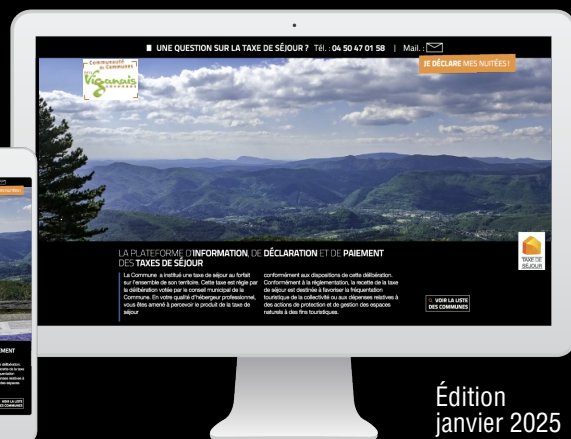 UNE QUESTION SUR LA TAXE DE SÉJOUR ? Tél. : 04 50 47 01 58 | Mail. :
JE DÉCLARE MES NUITÉES !
Communauté
de Communes
Viganais
LA PLATEFORME D'INFORMATION, DE DÉCLARATION ET DE PAIEMENT
DES TAXES DE SÉJOUR
La Commune a institué une taxe de séjour au forfait
sur l'ensemble de son territoire. Cette taxe est régie par
la délibération votée par le conseil municipal de la
Commune. En votre qualité d'hébergeur professionnel,
vous êtes amené à percevoir le produit de la taxe de
séjour
conformément aux dispositions de cette délibération.
Conformément à la réglementation, la recette de la taxe
de séjour est destinée à favoriser la fréquentation
touristique de la collectivité ou aux dépenses relatives à
des actions de protection et de gestion des espaces
naturels à des fins touristiques.
TAXE DE
SÉJOUR
VOIR LA LISTE
DES COMMUNES
VOIR LA LISTE
DES COMMUNES
Édition
janvier 2025